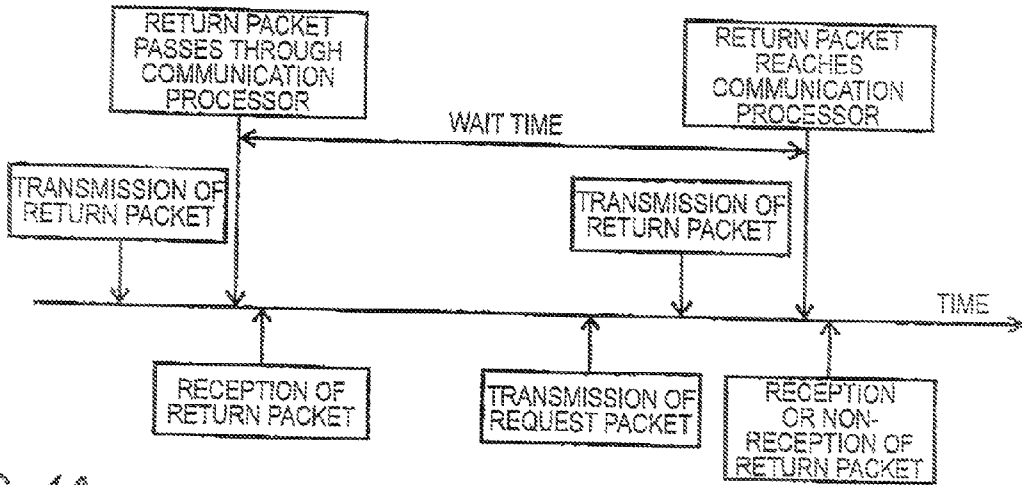 RETURN PACKET
PASSES THROUGH
COMMUNICATION
PROCESSOR
RETURN PACKET
REACHES
COMMUNICATION
PROCESSOR
WAIT TIME
TRANSMISSION OF
RETURN PACKET
TRANSMISSION OF
RETURN PACKET
TIME
RECEPTION OF
RETURN PACKET
TRANSMISSION OF
REQUEST PACKET
RECEPTION
OR NON-
RECEPTION OF
RETURN PACKET